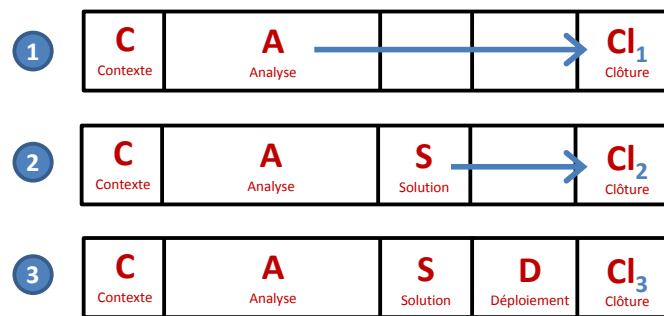 1 C A Cl1
Contexte Analyse Clôture
2 C A S Cl2
Contexte Analyse Solution Clôture
3 C A S D Cl3
Contexte Analyse Solution Déploiement Clôture